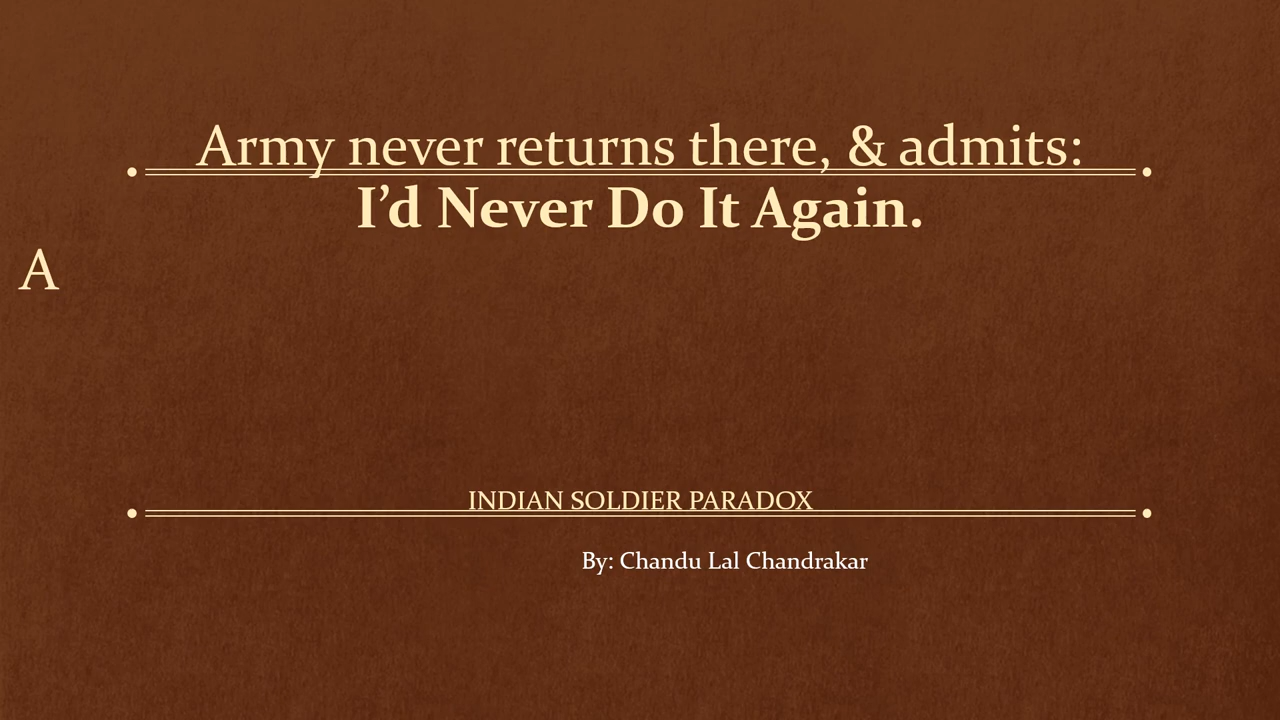 Army never returns there, & admits:
I’d Never Do It Again.
A
INDIAN SOLDIER PARADOX
By: Chandu Lal Chandrakar